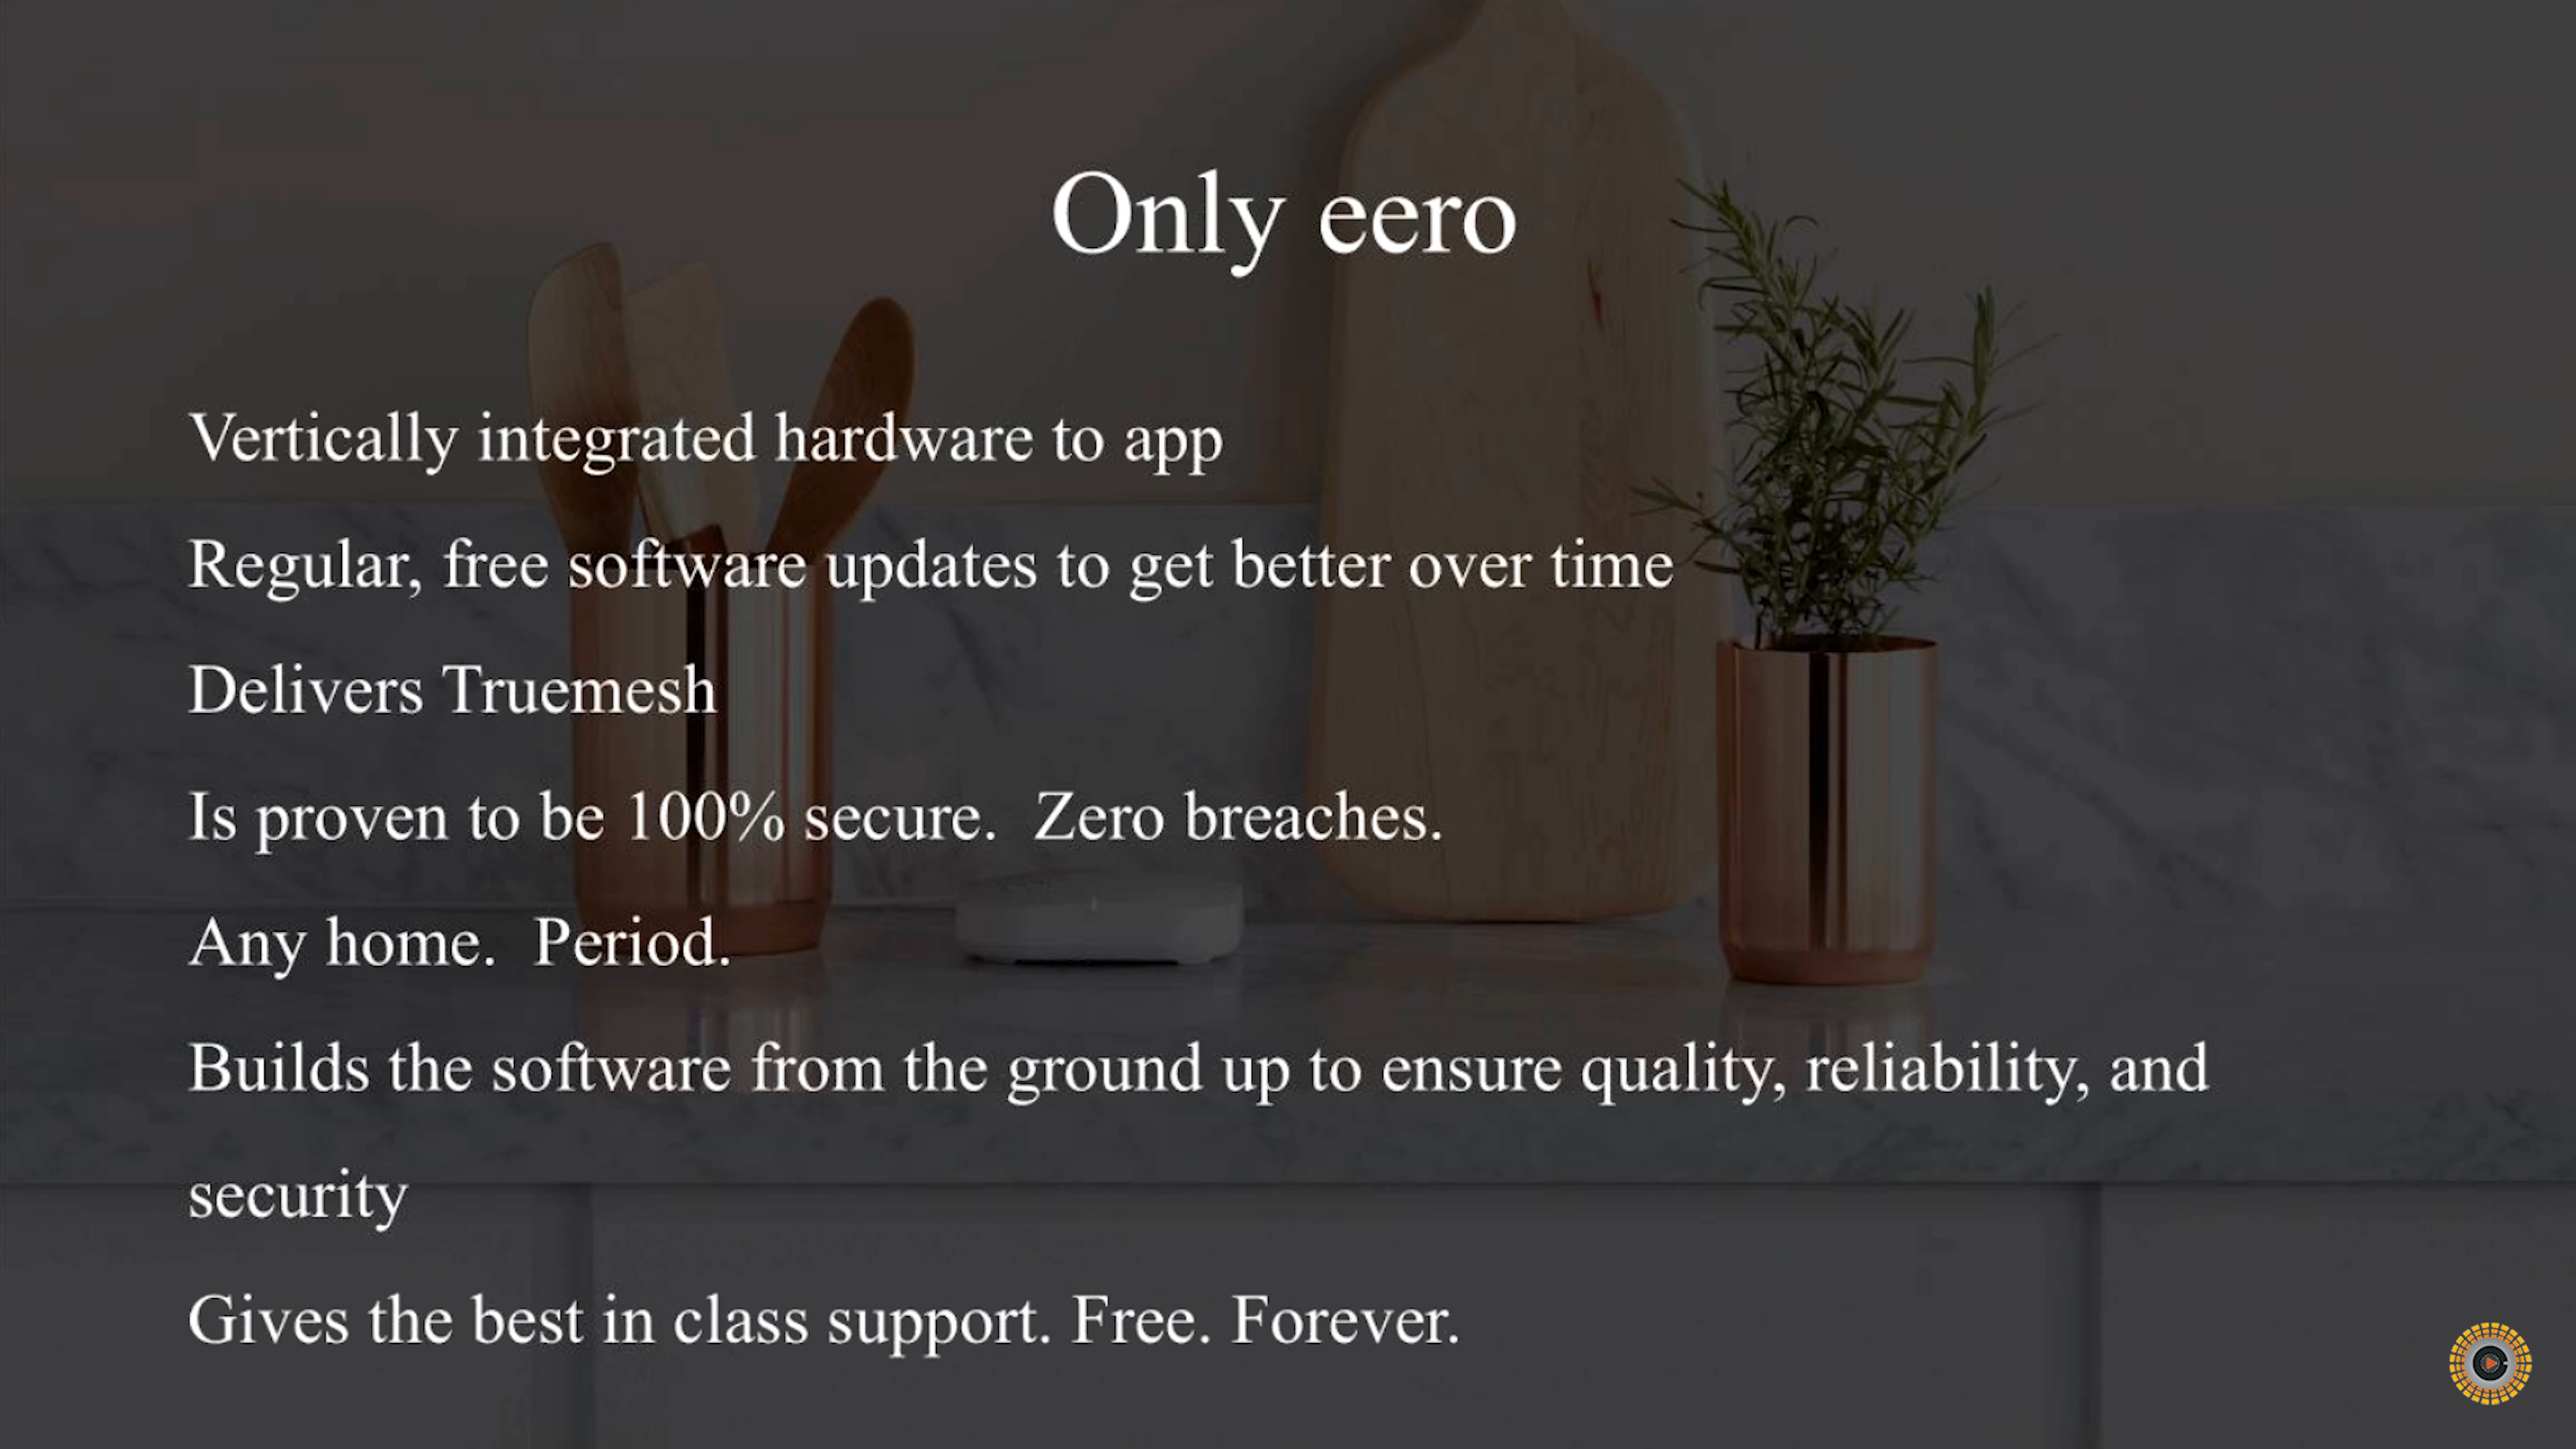 Only eero
Vertically integrated hardware to app
Regular, free software updates to get better over time
Delivers Truemesh
Is proven to be 100% secure.  Zero breaches.
Any home.  Period.
Builds the software from the ground up to ensure quality, reliability, and
security
Gives the best in class support. Free. Forever.